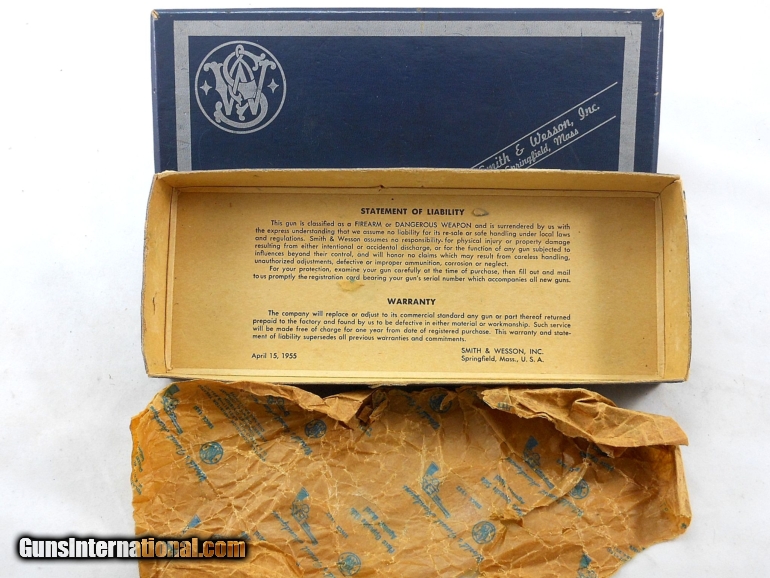 SW
Smith & Wesson, Inc.
Springfield, Mass
STATEMENT OF LIABILITY
This gun is classified as a FIREARM or DANGEROUS WEAPON and is surrendered by us with
the express understanding that we assume no liability for its re-sale or safe handling under local laws
and regulations. Smith & Wesson assumes no responsibility for physical injury or property damage
resulting from either intentional or accidental discharge, or for the function of any gun subjected to
influences beyond their control, and will honor no claims which may result from careless handling,
unauthorized adjustments, defective or improper ammunition, corrosion or neglect.
For your protection, examine your gun carefully at the time of purchase, then fill out and mail
to us promptly the registration card bearing your gun's serial number which accompanies all new guns.
WARRANTY
The company will replace or adjust to its commercial standard any gun or part thereof returned
prepaid to the factory and found by us to be defective in either material or workmanship. Such service
will be made free of charge for one year from date of registered purchase. This warranty and state-
ment of liability supersedes all previous warranties and commitments.
April 15, 1955
SMITH & WESSON, INC.
Springfield, Mass., U. S. A.
GunsInternational.com